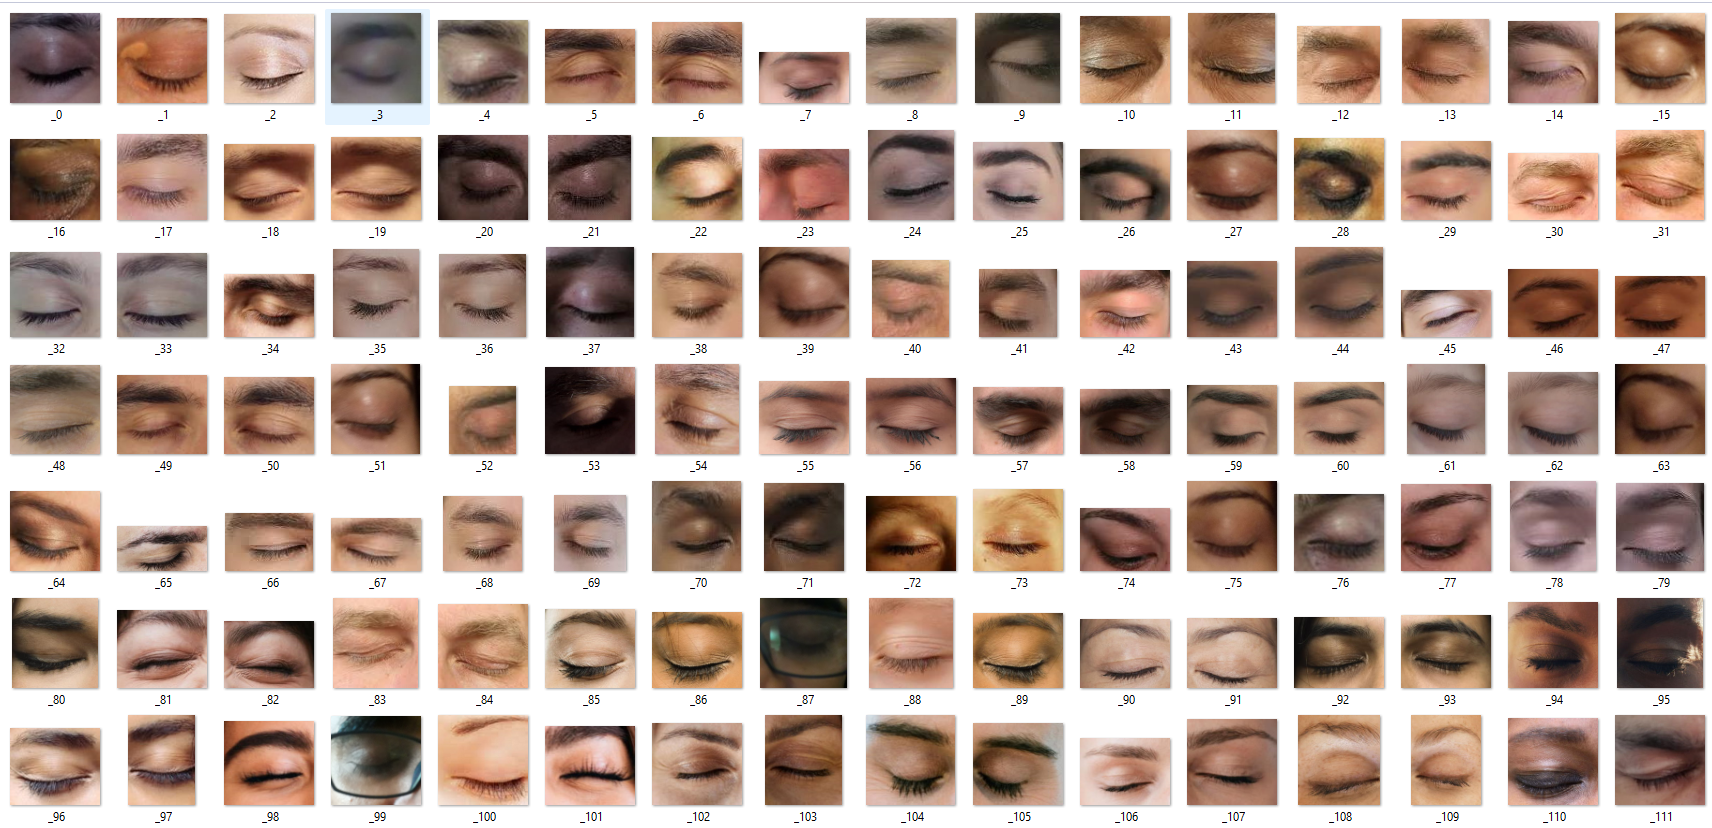 _0 _1 _2 _3 _4 _5 _6 _7 _8 _9 _10 _11 _12 _13 _14 _15
_16 _17 _18 _19 _20 _21 _22 _23 _24 _25 _26 _27 _28 _29 _30 _31
_32 _33 _34 _35 _36 _37 _38 _39 _40 _41 _42 _43 _44 _45 _46 _47
_48 _49 _50 _51 _52 _53 _54 _55 _56 _57 _58 _59 _60 _61 _62 _63
_64 _65 _66 _67 _68 _69 _70 _71 _72 _73 _74 _75 _76 _77 _78 _79
_80 _81 _82 _83 _84 _85 _86 _87 _88 _89 _90 _91 _92 _93 _94 _95
_96 _97 _98 _99 _100 _101 _102 _103 _104 _105 _106 _107 _108 _109 _110 _111